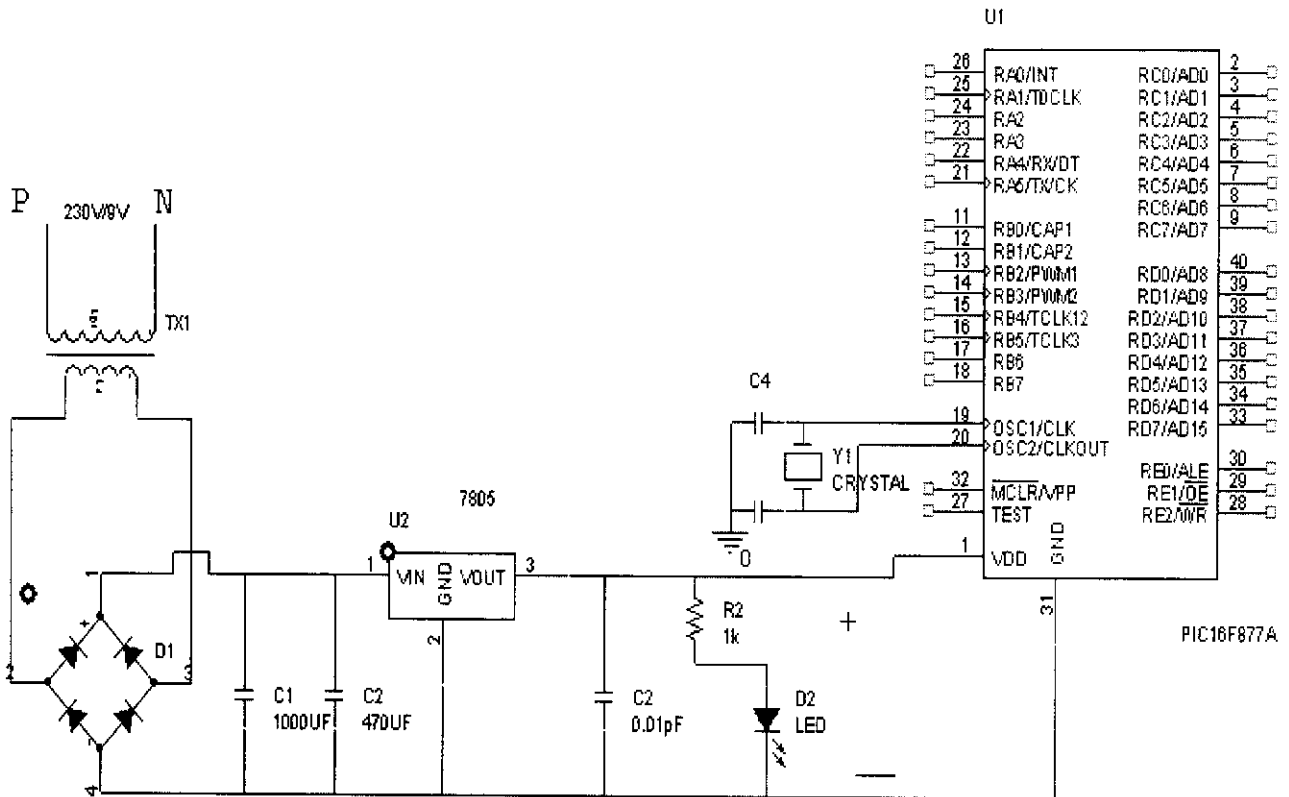 U1
26 RA0/INT RC0/AD0 2
25 RA1/T0CLK RC1/AD1 3
24 RA2 RC2/AD2 4
23 RA3 RC3/AD3 5
22 RA4/RX/DT RC4/AD4 6
21 RA5/TX/CK RC5/AD5 7
RC6/AD6 8
RC7/AD7 9
11 RB0/CAP1
12 RB1/CAP2
13 RB2/PWM1 RD0/AD8 40
14 RB3/PWM2 RD1/AD9 39
15 RB4/TCLK12 RD2/AD10 38
16 RB5/TCLK3 RD3/AD11 37
17 RB6 RD4/AD12 36
18 RB7 RD5/AD13 35
RD6/AD14 34
RD7/AD15 33
19 OSC1/CLK
20 OSC2/CLKOUT
RE0/ALE 30
32 MCLR/VPP RE1/OE 29
27 TEST RE2/WR 28
1 VDD GND
31
PIC16F877A
P 230V/9V N
TX1
C4
Y1
CRYSTAL
0
7805
U2
1 VIN GND VOUT 3
2
1
+
D1
2 3
-
4
C1
1000UF
C2
470UF
C2
0.01pF
R2
1k
+
D2
LED